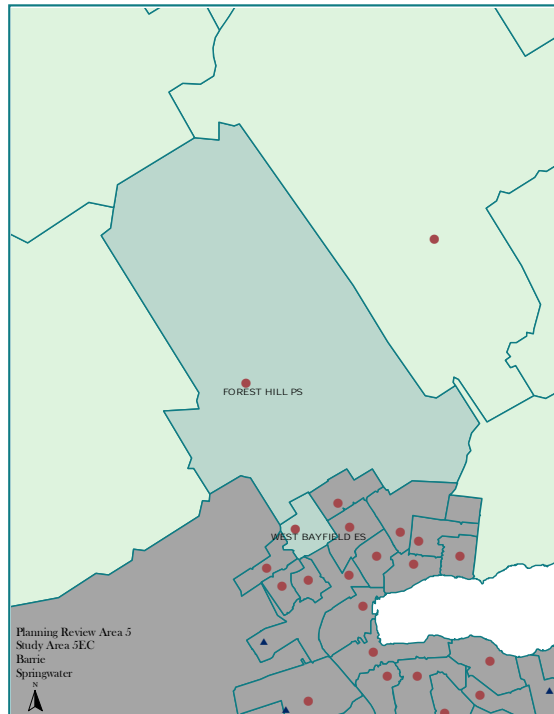 FOREST HILL PS
WEST BAYFIELD ES
Planning Review Area 5
Study Area 5EC
Barrie
Springwater
N